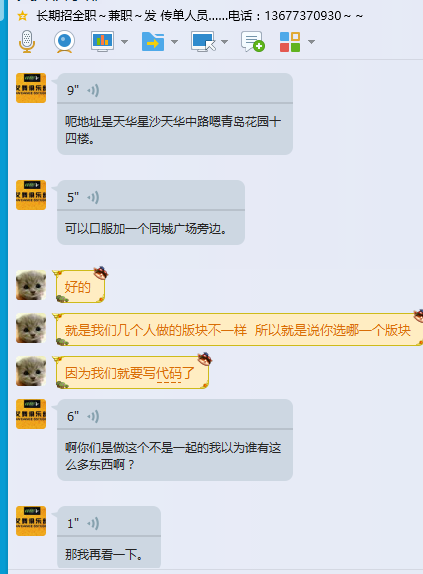 长期招全职～兼职～发 传单人员......电话：13677370930～～
9"
呃地址是天华星沙天华中路嗯青岛花园十
四楼。
5"
可以口服加一个同城广场旁边。
好的
就是我们几个人做的版块不一样 所以就是说你选哪一个版块
因为我们就要写代码了
6"
啊你们是做这个不是一起的我以为谁有这
么多东西啊？
1"
那我再看一下。